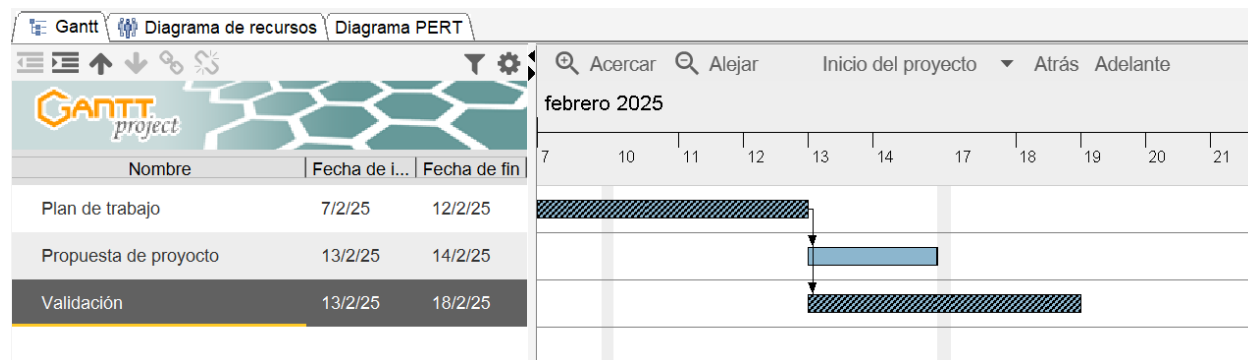 Gantt Diagrama de recursos Diagrama PERT
Acercar Alejar Inicio del proyecto Atrás Adelante
GANTT
project
febrero 2025
7 10 11 12 13 14 17 18 19 20 21
Nombre Fecha de i... Fecha de fin
Plan de trabajo 7/2/25 12/2/25
Propuesta de proyocto 13/2/25 14/2/25
Validación 13/2/25 18/2/25